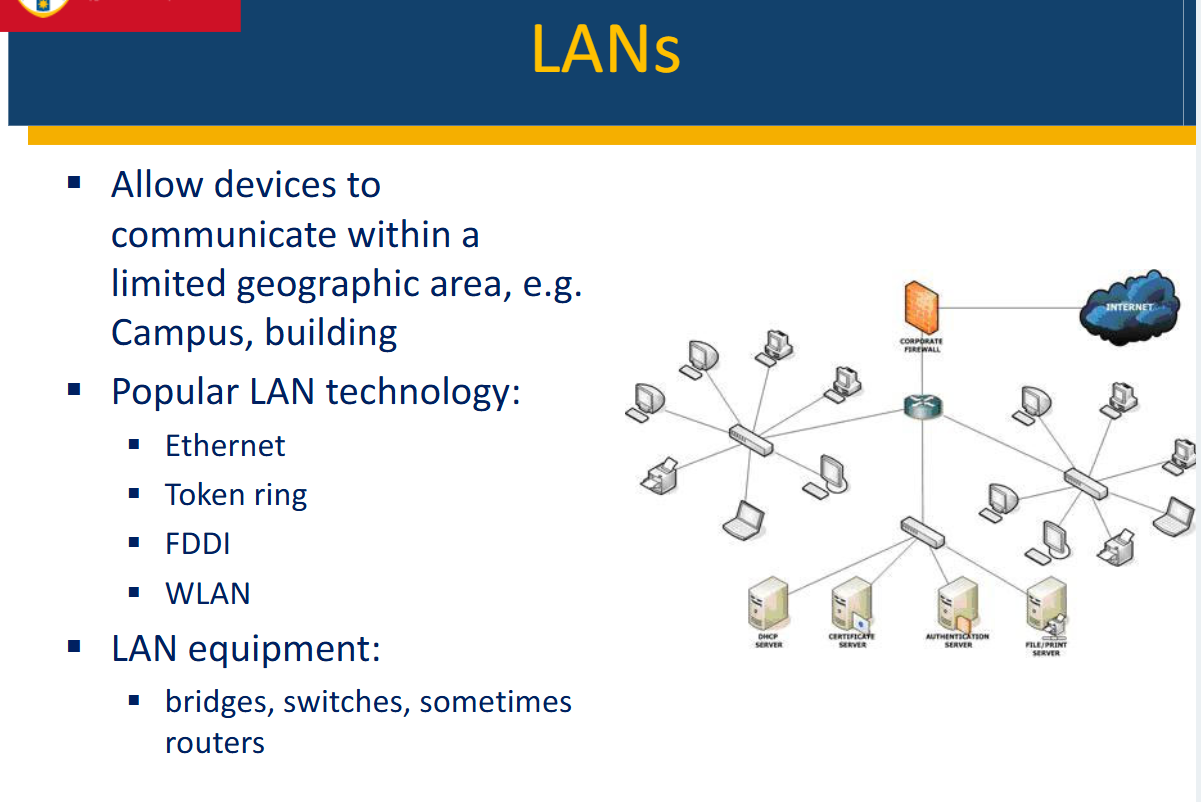 LANs
Allow devices to
communicate within a
limited geographic area, e.g.
Campus, building
Popular LAN technology:
Ethernet
Token ring
FDDI
WLAN
LAN equipment:
bridges, switches, sometimes
routers
INTERNET
CORPORATE
FIREWALL
DHCP
SERVER
CERTIFICATE
SERVER
AUTHENTICATION
SERVER
FILE/PRINT
SERVER